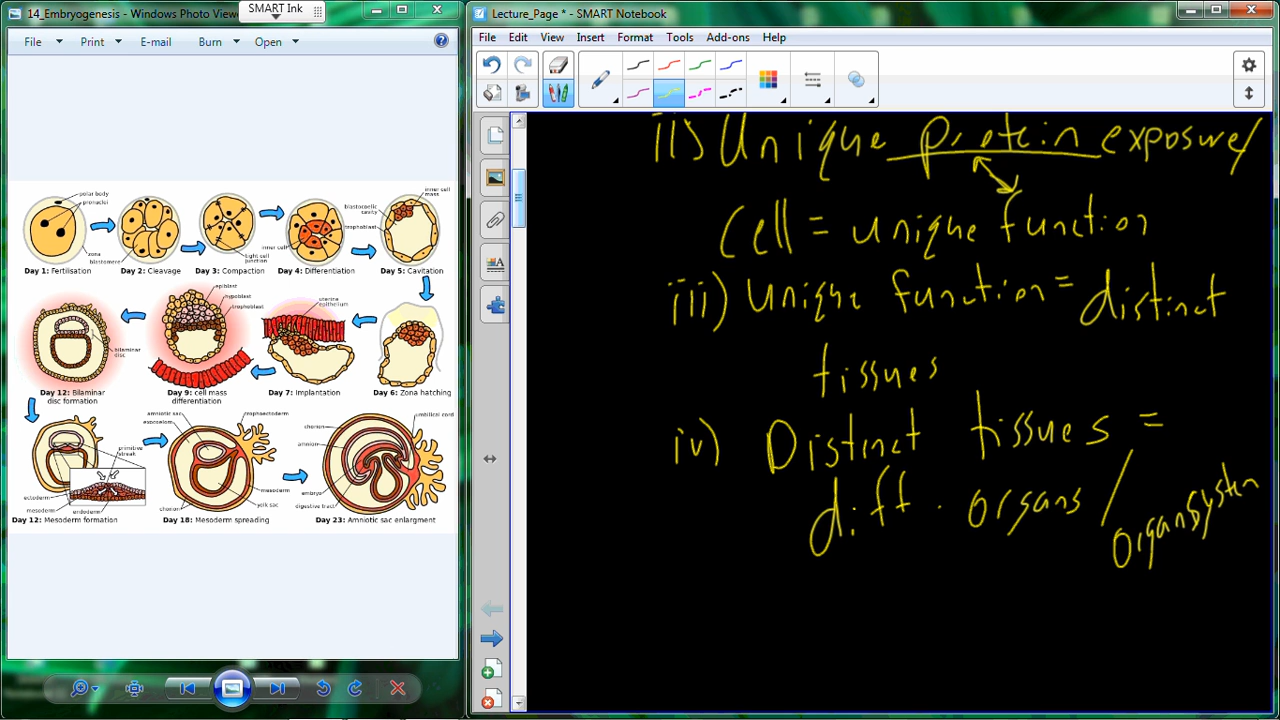 14_Embryogenesis - Windows Photo View
SMART Ink
File Print E-mail Burn Open
polar body
pronuclei
zona
blastomere
tight cell junction
inner cell
blastocoelic cavity
inner cell mass
trophoblast
Day 1: Fertilisation
Day 2: Cleavage
Day 3: Compaction
Day 4: Differentiation
Day 5: Cavitation
bilaminar disc
epiblast
hypoblast
trophoblast
uterine epithelium
Day 12: Bilaminar disc formation
Day 9: cell mass differentiation
Day 7: Implantation
Day 6: Zona hatching
primitive streak
ectoderm
mesoderm
endoderm
amniotic sac
exocoelom
trophoectoderm
mesoderm
yolk sac
chorion
umbilical cord
chorion
amnion
embryo
digestive tract
Day 12: Mesoderm formation
Day 18: Mesoderm spreading
Day 23: Amniotic sac enlargment
Lecture_Page * - SMART Notebook
File Edit View Insert Format Tools Add-ons Help
ii) Unique protein exposure/
cell = unique function
iii) unique function = distinct
tissues
iv) Distinct tissues =
diff. organs /
organsystem